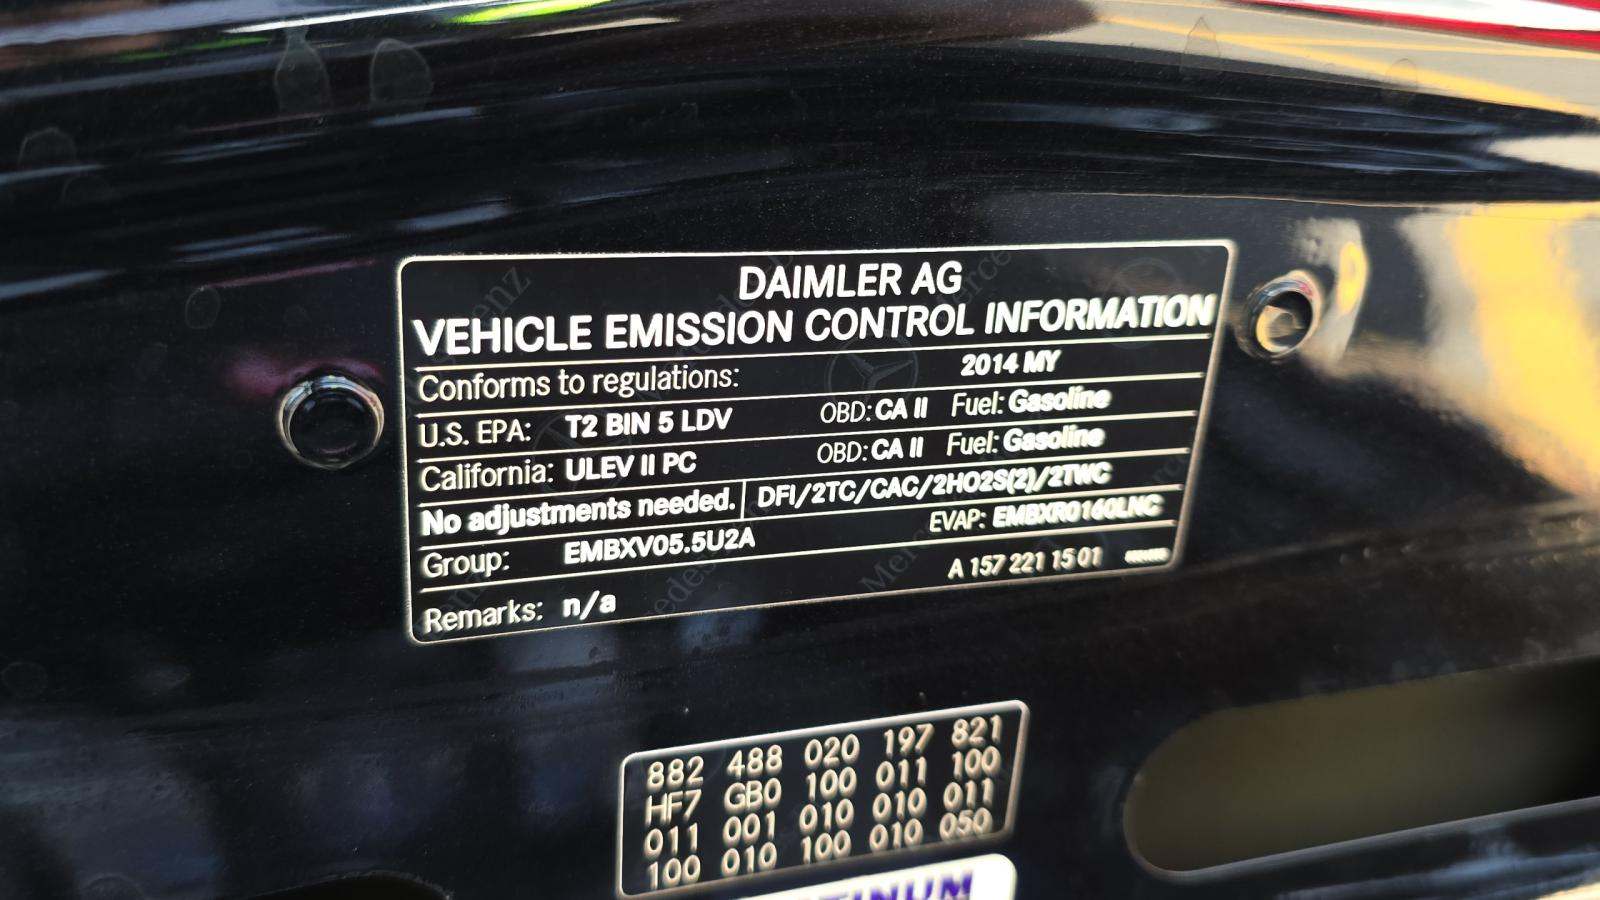 DAIMLER AG
VEHICLE EMISSION CONTROL INFORMATION
Conforms to regulations: 2014 MY
U.S. EPA: T2 BIN 5 LDV OBD: CA II Fuel: Gasoline
California: ULEV II PC OBD: CA II Fuel: Gasoline
No adjustments needed. DFI/2TC/CAC/2HO2S(2)/2TWC
Group: EMBXV05.5U2A EVAP: EMBXR0160LNC
Remarks: n/a A 157 221 15 01
882 488 020 197 821
HF7 GB0 100 011 100
011 001 010 010 011
100 010 100 010 050